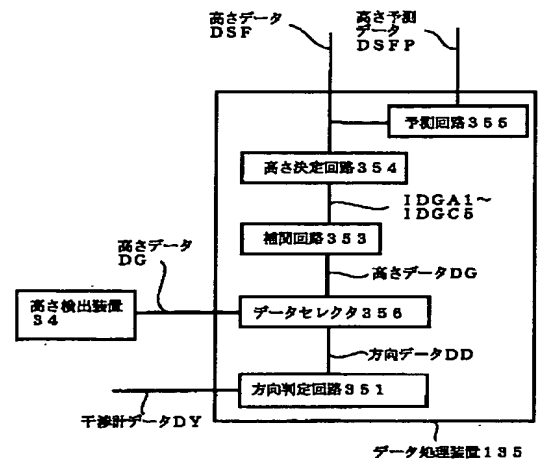 高さデータ
DSF
高さ予測
データ
DSFP
予測回路355
高さ決定回路354
IDGA1~
IDGC5
補間回路353
高さデータ
DG
高さデータDG
高さ検出装置
34
データセレクタ356
方向データDD
方向判定回路351
干渉計データDY
データ処理装置135